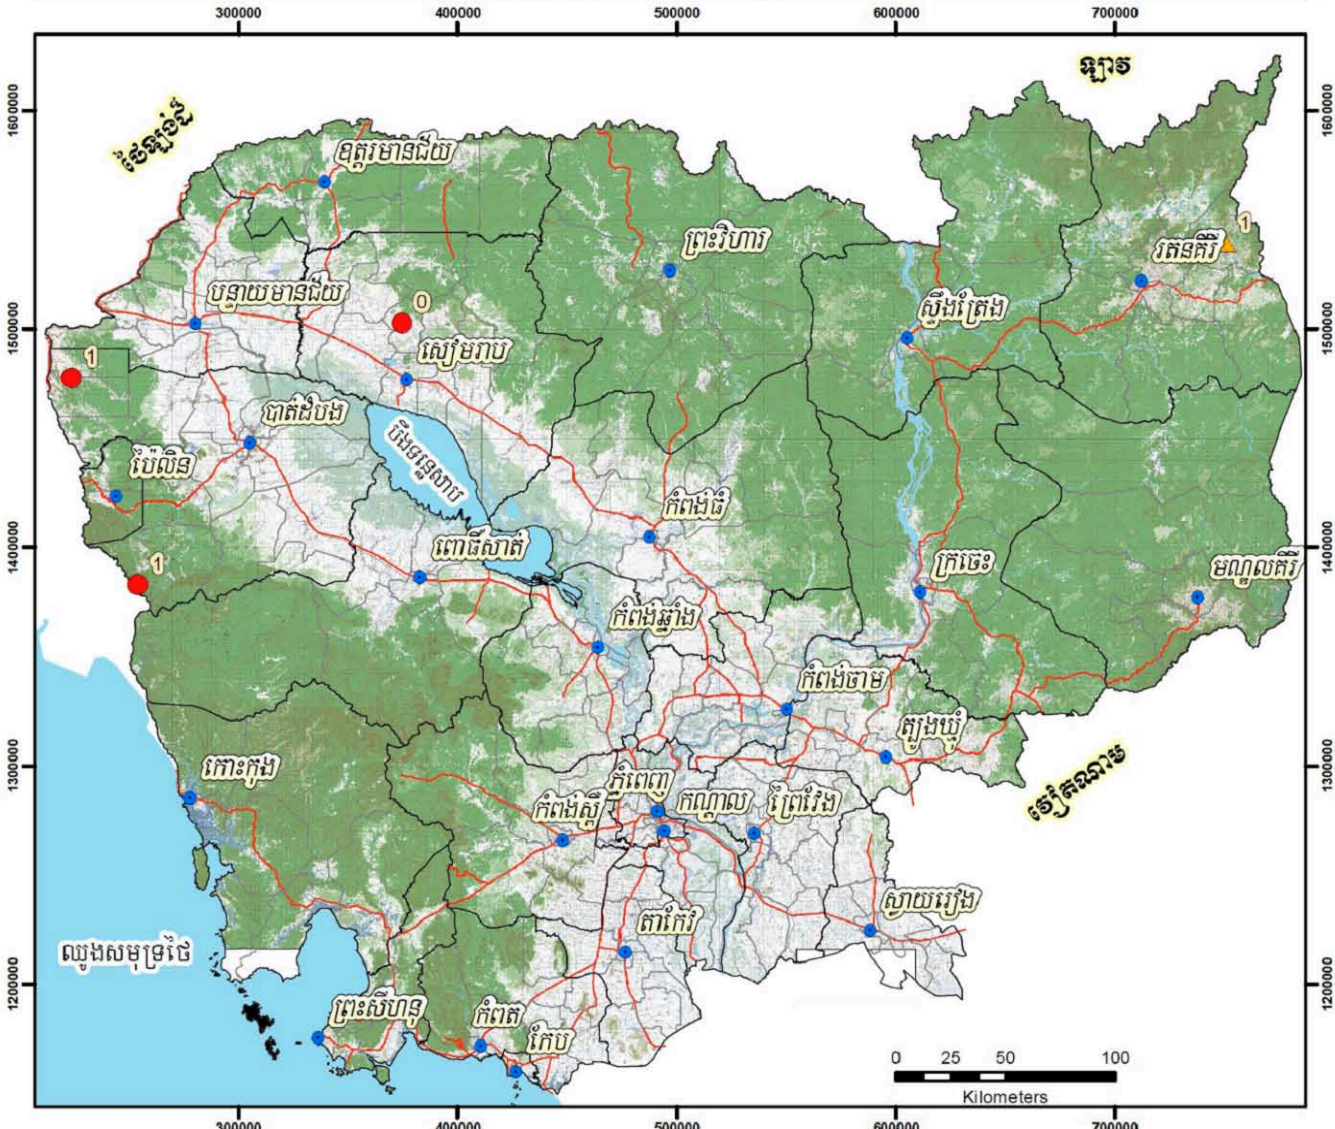 300000 400000 500000 600000 700000
ឡាវ
1600000 1600000
ថៃឡង់ដ៍
ឧត្តរមានជ័យ
ព្រះវិហារ
1
រតនគិរី
បន្ទាយមានជ័យ
0
ស្ទឹងត្រែង
1500000 1500000
1
សៀមរាប
បាត់ដំបង
បឹងទន្លេសាប
ប៉ៃលិន
កំពង់ធំ
1400000 1400000
1
ពោធិ៍សាត់
ក្រចេះ
មណ្ឌលគិរី
កំពង់ឆ្នាំង
កំពង់ចាម
ត្បូងឃ្មុំ
1300000 1300000
កោះកុង
វៀតណាម
ភ្នំពេញ
កំពង់ស្ពឺ
កណ្តាល
ព្រៃវែង
ស្វាយរៀង
តាកែវ
ឈូងសមុទ្រថៃ
1200000 1200000
ព្រះសីហនុ
កំពត
កែប
0 25 50 100
Kilometers
300000 400000 500000 600000 700000